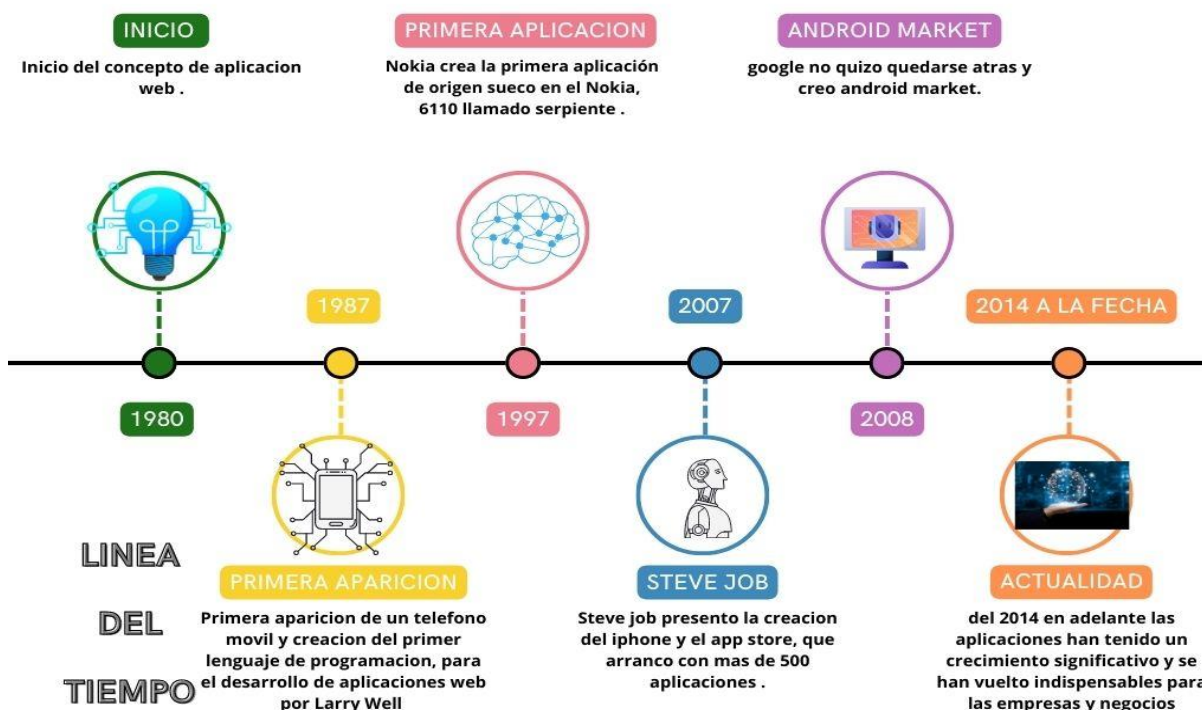 INICIO
Inicio del concepto de aplicacion
web .
PRIMERA APLICACION
Nokia crea la primera aplicación
de origen sueco en el Nokia,
6110 llamado serpiente .
ANDROID MARKET
google no quizo quedarse atras y
creo android market.
1987
2007
2014 A LA FECHA
1980
1997
2008
LINEA
DEL
TIEMPO
PRIMERA APARICION
Primera aparicion de un telefono
movil y creacion del primer
lenguaje de programacion, para
el desarrollo de aplicaciones web
por Larry Well
STEVE JOB
Steve job presento la creacion
del iphone y el app store, que
arranco con mas de 500
aplicaciones .
ACTUALIDAD
del 2014 en adelante las
aplicaciones han tenido un
crecimiento significativo y se
han vuelto indispensables para
las empresas y negocios